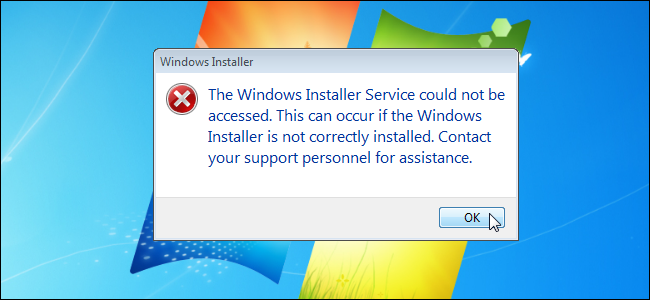 Windows Installer
The Windows Installer Service could not be
accessed. This can occur if the Windows
Installer is not correctly installed. Contact
your support personnel for assistance.
OK